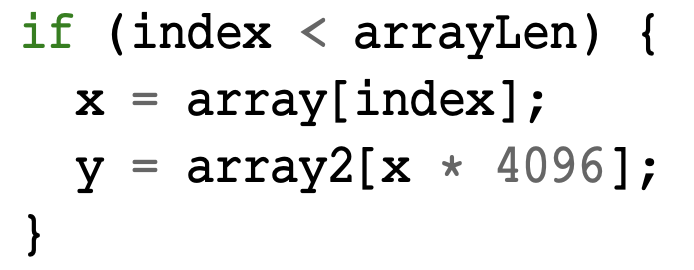 if (index < arrayLen) {
  x = array[index];
  y = array2[x * 4096];
}